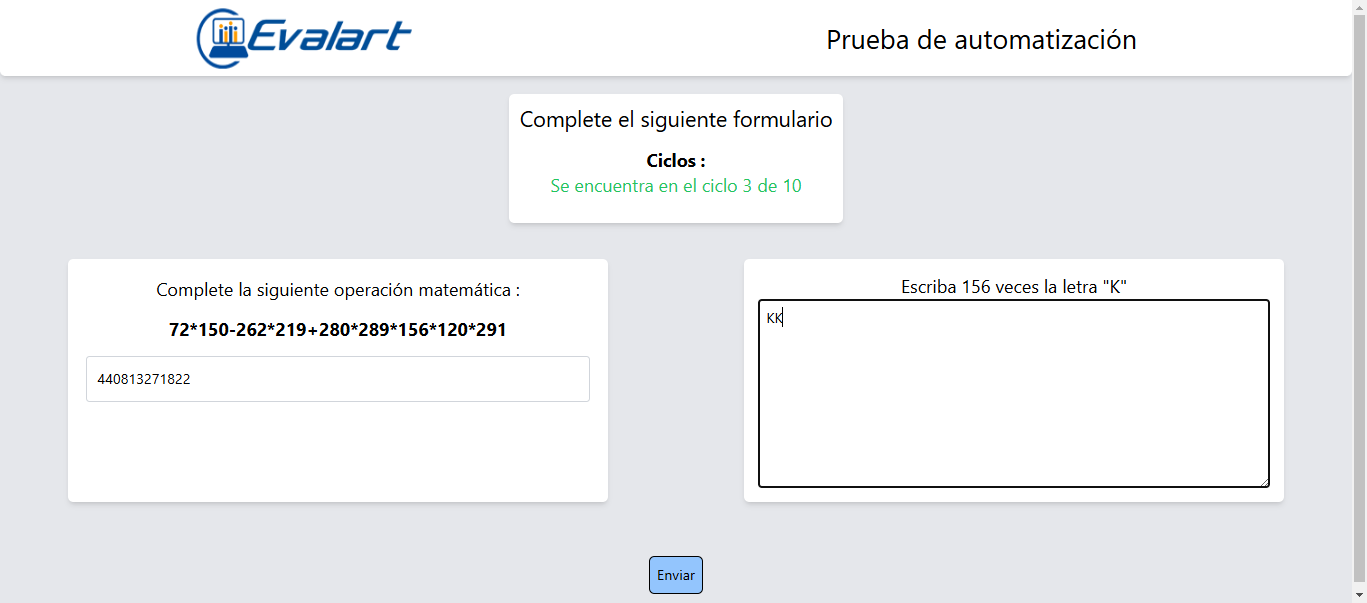 Evalart
Prueba de automatización
Complete el siguiente formulario
Ciclos :
Se encuentra en el ciclo 3 de 10
Complete la siguiente operación matemática :
72*150-262*219+280*289*156*120*291
440813271822
Escriba 156 veces la letra "K"
KK
Enviar